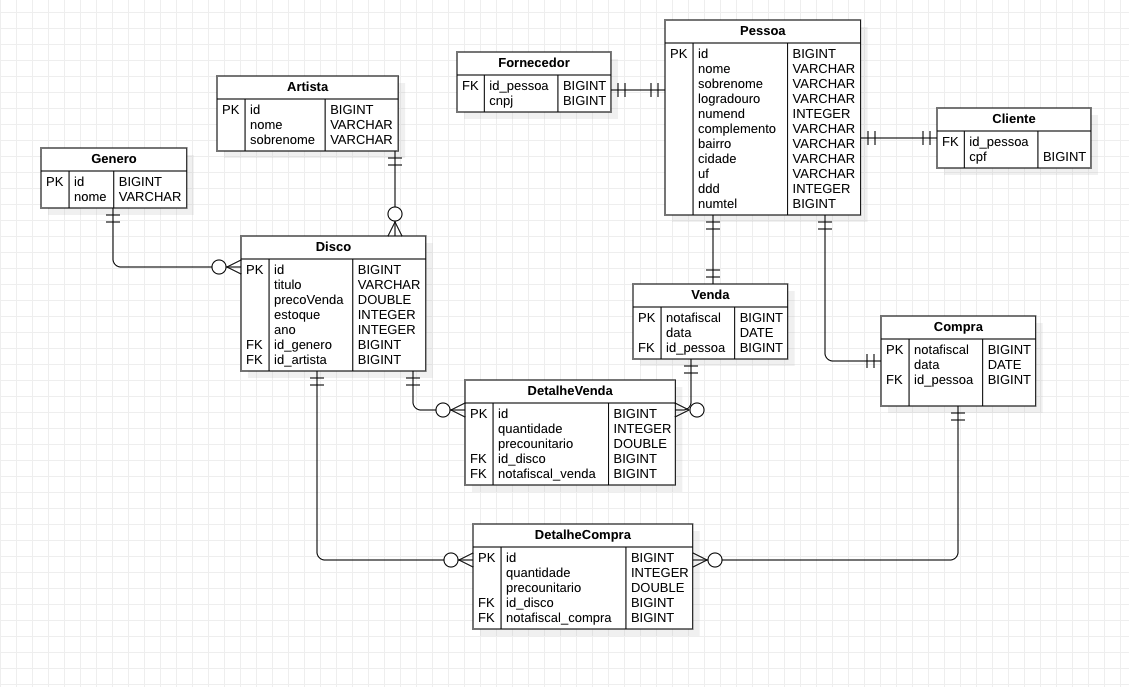 Pessoa
PK id BIGINT
nome VARCHAR
sobrenome VARCHAR
logradouro VARCHAR
numend INTEGER
complemento VARCHAR
bairro VARCHAR
cidade VARCHAR
uf VARCHAR
ddd INTEGER
numtel BIGINT
Fornecedor
FK id_pessoa BIGINT
cnpj BIGINT
Artista
PK id BIGINT
nome VARCHAR
sobrenome VARCHAR
Cliente
FK id_pessoa
cpf BIGINT
Genero
PK id BIGINT
nome VARCHAR
Disco
PK id BIGINT
titulo VARCHAR
precoVenda DOUBLE
estoque INTEGER
ano INTEGER
FK id_genero BIGINT
FK id_artista BIGINT
Venda
PK notafiscal BIGINT
data DATE
FK id_pessoa BIGINT
Compra
PK notafiscal BIGINT
data DATE
FK id_pessoa BIGINT
DetalheVenda
PK id BIGINT
quantidade INTEGER
precounitario DOUBLE
FK id_disco BIGINT
FK notafiscal_venda BIGINT
DetalheCompra
PK id BIGINT
quantidade INTEGER
precounitario DOUBLE
FK id_disco BIGINT
FK notafiscal_compra BIGINT